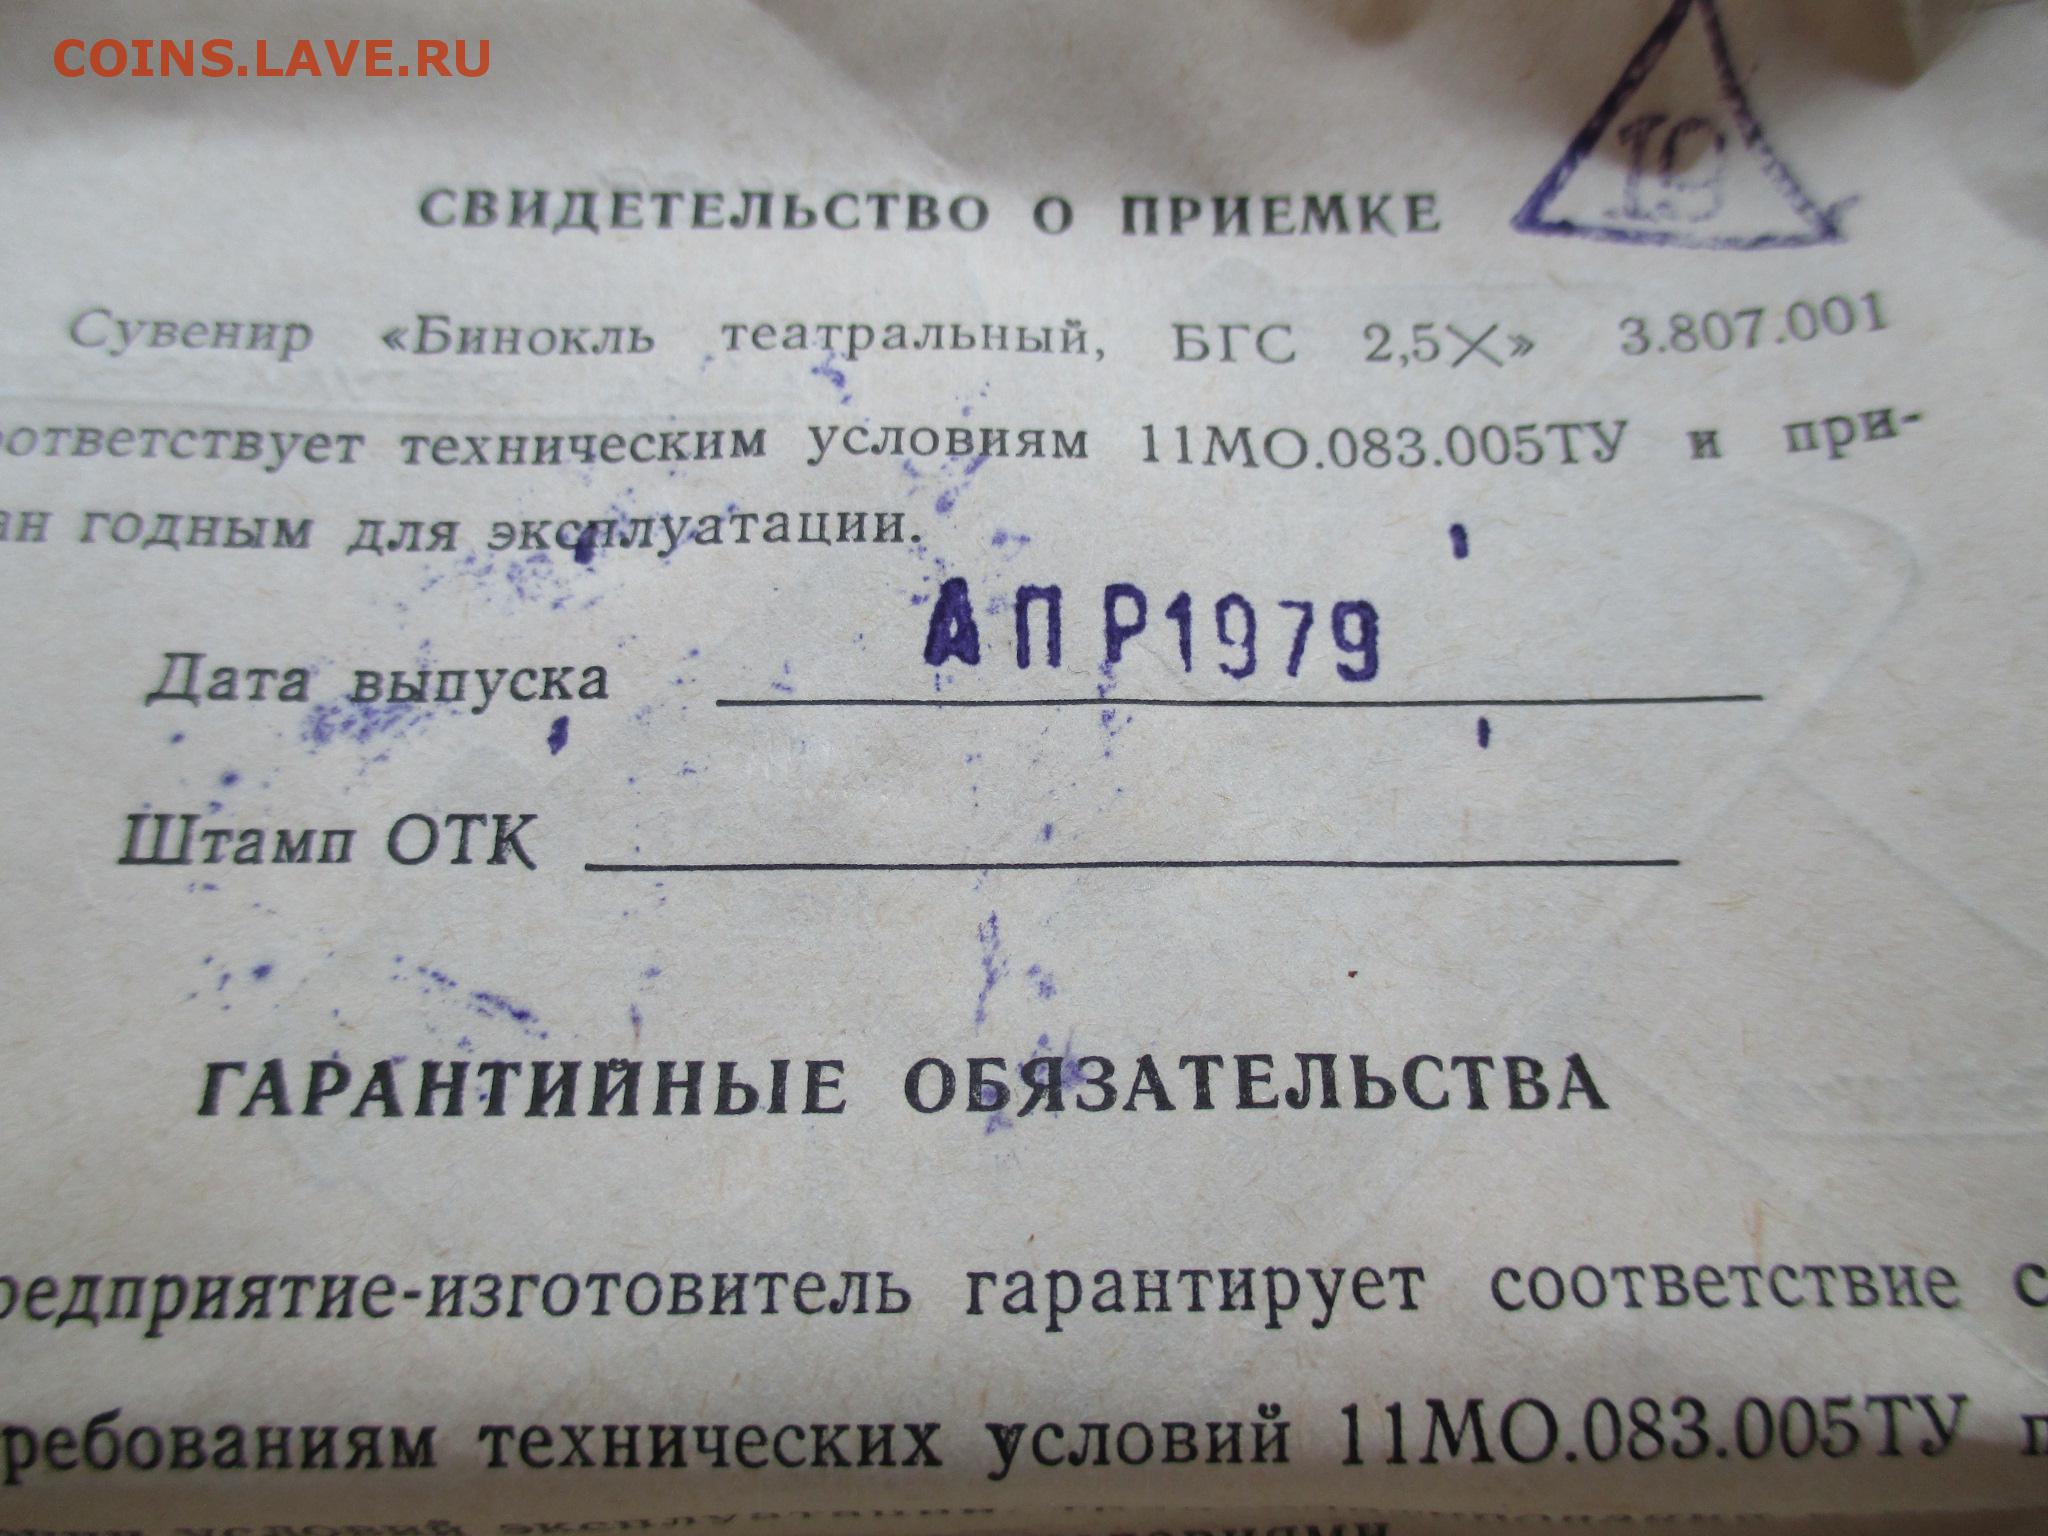 COINS.LAVE.RU
19
СВИДЕТЕЛЬСТВО О ПРИЕМКЕ
Сувенир «Бинокль театральный, БГС 2,5×» 3.807.001
оответствует техническим условиям 11МО.083.005ТУ и при-
ан годным для эксплуатации.
АПР1979
Дата выпуска
Штамп ОТК
ГАРАНТИЙНЫЕ ОБЯЗАТЕЛЬСТВА
редприятие-изготовитель гарантирует соответствие с
ребованиям технических условий 11МО.083.005ТУ п